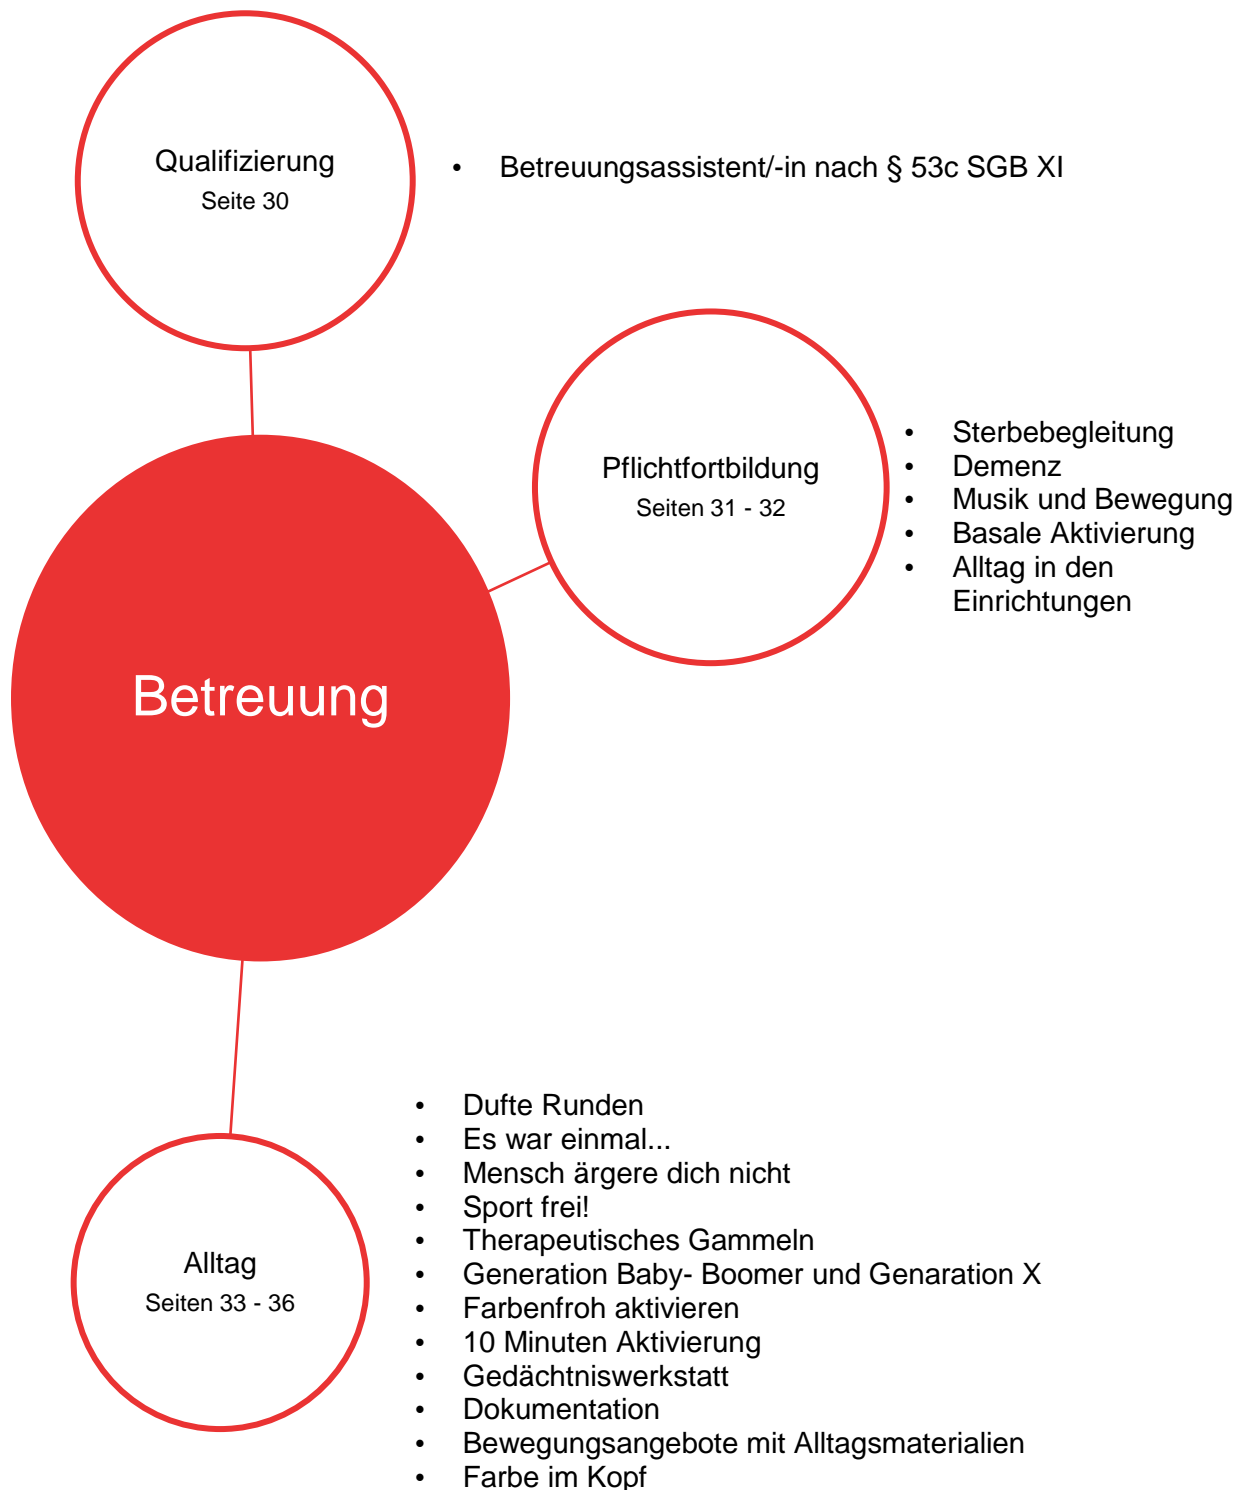 Qualifizierung
Seite 30
• Betreuungsassistent/-in nach § 53c SGB XI
Pflichtfortbildung
Seiten 31 - 32
• Sterbebegleitung
• Demenz
• Musik und Bewegung
• Basale Aktivierung
• Alltag in den
Einrichtungen
Betreuung
Alltag
Seiten 33 - 36
• Dufte Runden
• Es war einmal...
• Mensch ärgere dich nicht
• Sport frei!
• Therapeutisches Gammeln
• Generation Baby- Boomer und Genaration X
• Farbenfroh aktivieren
• 10 Minuten Aktivierung
• Gedächtniswerkstatt
• Dokumentation
• Bewegungsangebote mit Alltagsmaterialien
• Farbe im Kopf